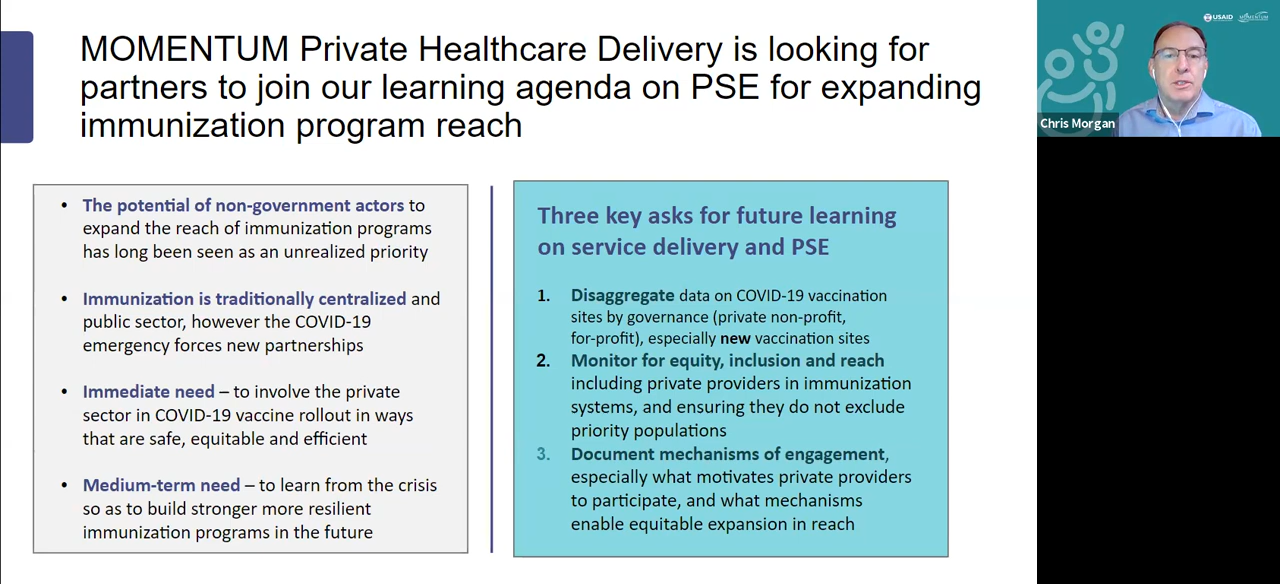 MOMENTUM Private Healthcare Delivery is looking for
partners to join our learning agenda on PSE for expanding
immunization program reach
• The potential of non-government actors to
expand the reach of immunization programs
has long been seen as an unrealized priority
• Immunization is traditionally centralized and
public sector, however the COVID-19
emergency forces new partnerships
• Immediate need – to involve the private
sector in COVID-19 vaccine rollout in ways
that are safe, equitable and efficient
• Medium-term need – to learn from the crisis
so as to build stronger more resilient
immunization programs in the future
Three key asks for future learning
on service delivery and PSE
1. Disaggregate data on COVID-19 vaccination
sites by governance (private non-profit,
for-profit), especially new vaccination sites
2. Monitor for equity, inclusion and reach
including private providers in immunization
systems, and ensuring they do not exclude
priority populations
3. Document mechanisms of engagement,
especially what motivates private providers
to participate, and what mechanisms
enable equitable expansion in reach
USAID MOMENTUM
Chris Morgan